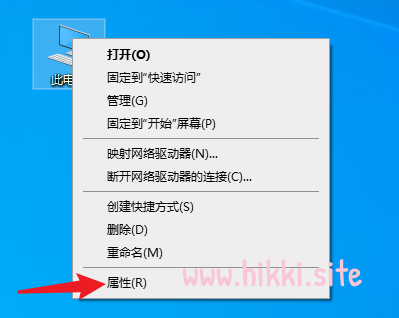 此电
打开(O)
固定到"快速访问"
管理(G)
固定到"开始"屏幕(P)
映射网络驱动器(N)...
断开网络驱动器的连接(C)...
创建快捷方式(S)
删除(D)
重命名(M)
属性(R)
www.hikki.site